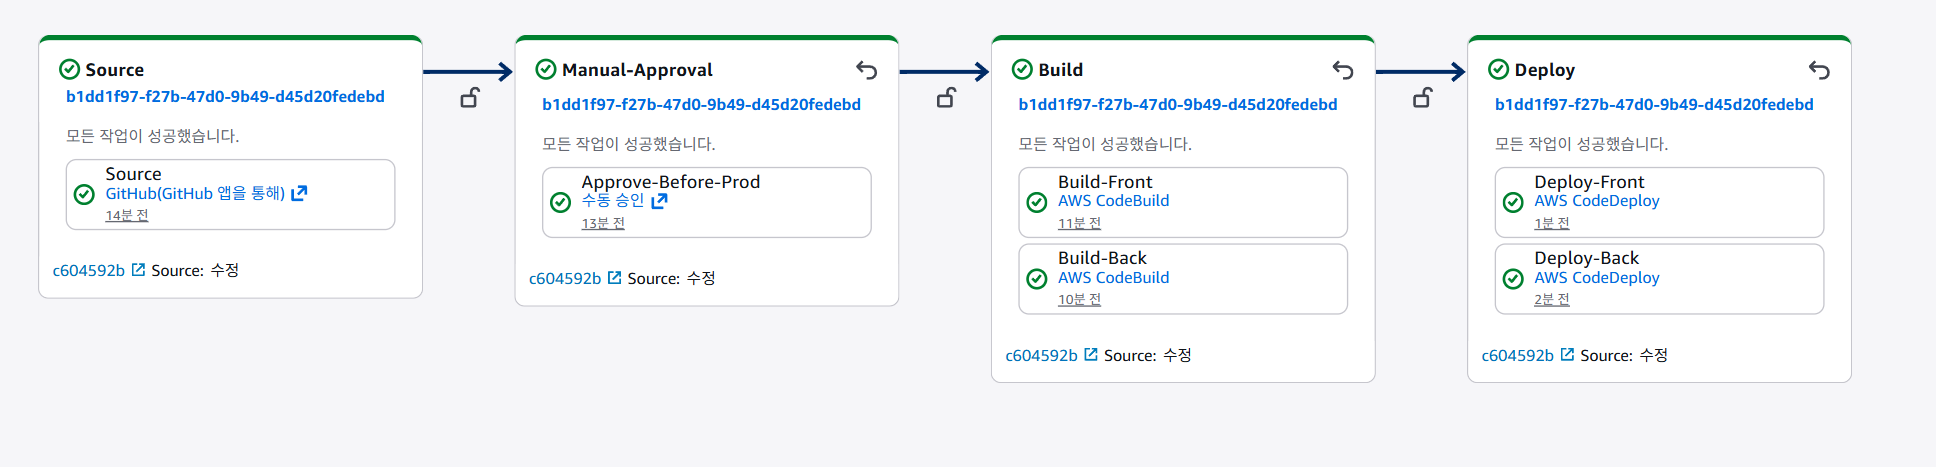 Source
b1dd1f97-f27b-47d0-9b49-d45d20fedebd
모든 작업이 성공했습니다.
Source
GitHub(GitHub 앱을 통해)
14분 전
c604592b Source: 수정
Manual-Approval
b1dd1f97-f27b-47d0-9b49-d45d20fedebd
모든 작업이 성공했습니다.
Approve-Before-Prod
수동 승인
13분 전
c604592b Source: 수정
Build
b1dd1f97-f27b-47d0-9b49-d45d20fedebd
모든 작업이 성공했습니다.
Build-Front
AWS CodeBuild
11분 전
Build-Back
AWS CodeBuild
10분 전
c604592b Source: 수정
Deploy
b1dd1f97-f27b-47d0-9b49-d45d20fedebd
모든 작업이 성공했습니다.
Deploy-Front
AWS CodeDeploy
1분 전
Deploy-Back
AWS CodeDeploy
2분 전
c604592b Source: 수정